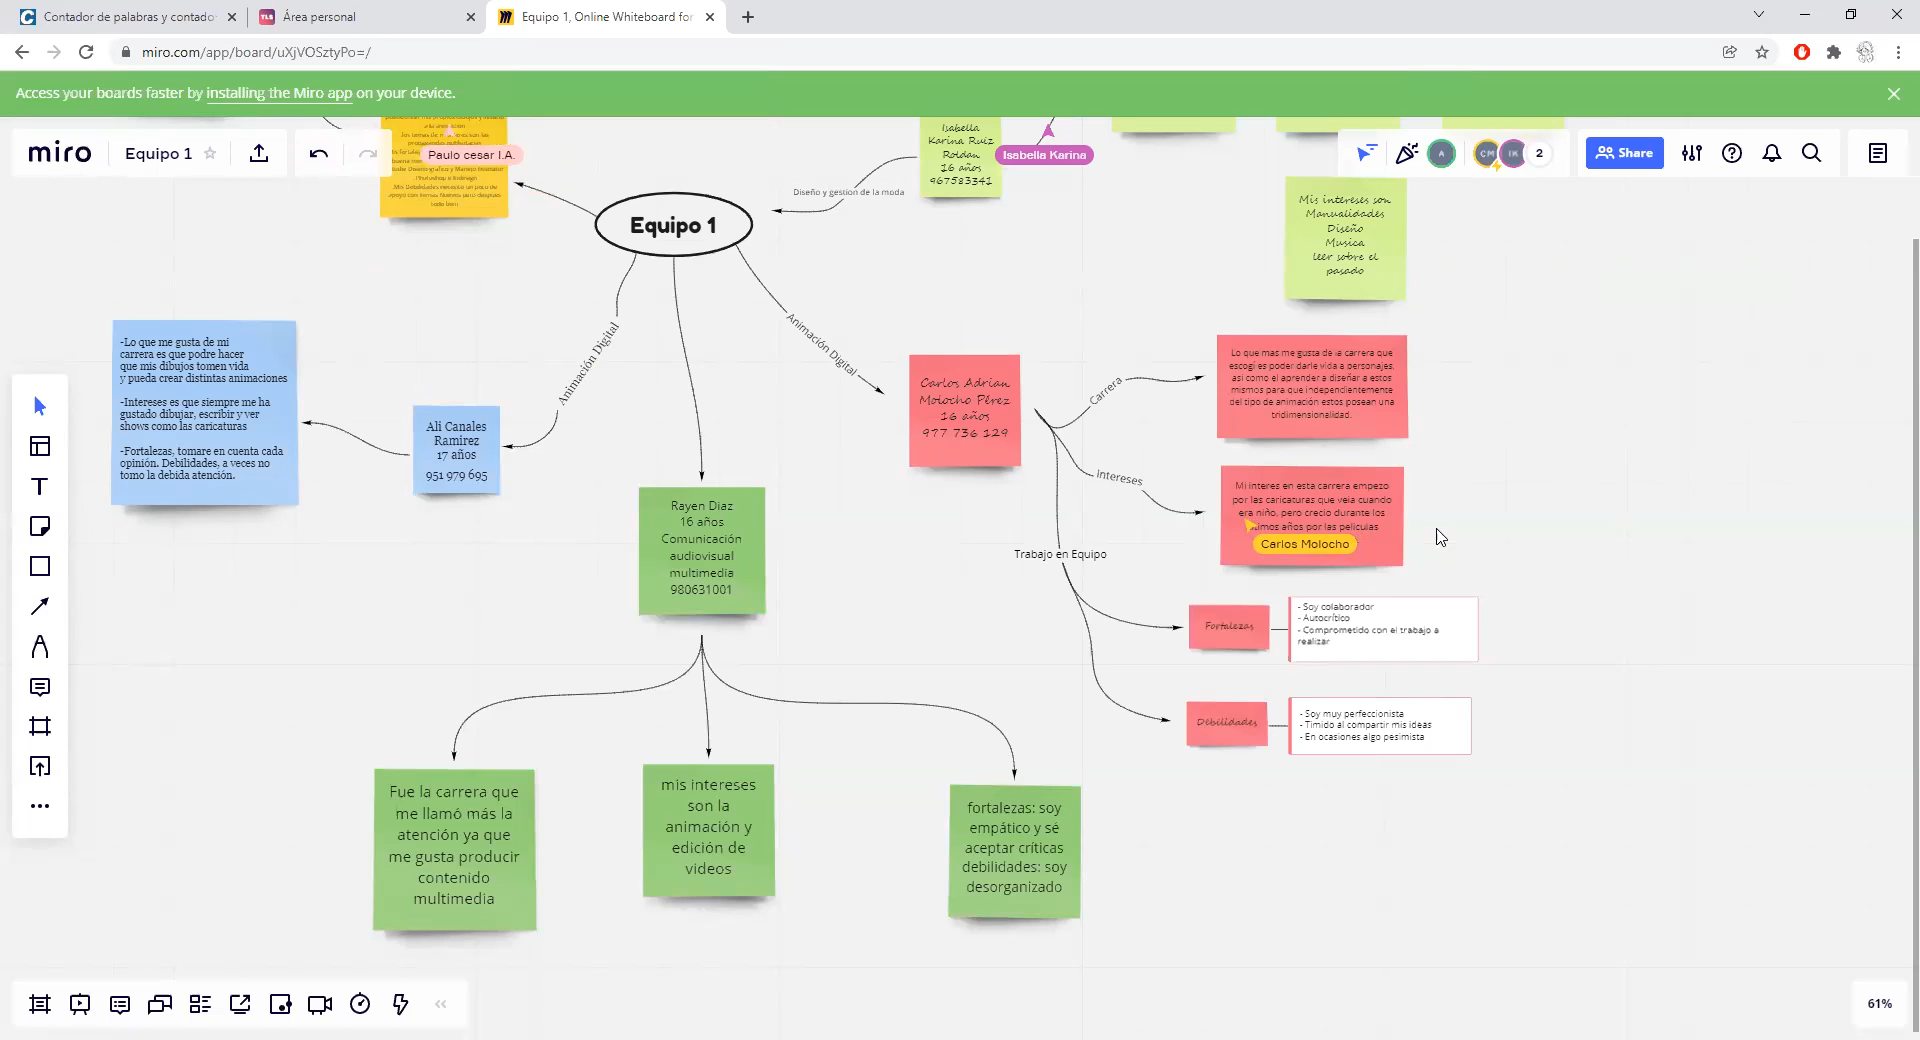 Contador de palabras y contado
Área personal
Equipo 1, Online Whiteboard for
miro.com/app/board/uXjVOSztyPo=/
Access your boards faster by installing the Miro app on your device.
miro
Equipo 1
Share
2
Paulo cesar I.A.
Isabella Karina
a la animación
Photoshop e Indesign
Isabella
Karina Ruiz
Roldan
16 años
967583341
Diseño y gestion de la moda
Equipo 1
Mis intereses son
Manualidades
Diseño
Musica
leer sobre el
pasado
Animación Digital
Animación Digital
-Lo que me gusta de mi
carrera es que podre hacer
que mis dibujos tomen vida
y pueda crear distintas animaciones
-Intereses es que siempre me ha
gustado dibujar, escribir y ver
shows como las caricaturas
-Fortalezas, tomare en cuenta cada
opinión. Debilidades, a veces no
tomo la debida atención.
Ali Canales
Ramirez
17 años
951 979 695
Rayen Diaz
16 años
Comunicación
audiovisual
multimedia
980631001
Carlos Adrian
Molocho Pérez
16 años
977 736 129
Carrera
Lo que mas me gusta de la carrera que
escogi es poder darle vida a personajes,
asi como el aprender a diseñar a estos
mismos para que independientemente
del tipo de animación estos posean una
tridimensionalidad.
Intereses
Mi interes en esta carrera empezo
por las caricaturas que veia cuando
era niño, pero crecio durante los
años por las peliculas
Carlos Molocho
Trabajo en Equipo
Fortalezas
- Soy colaborador
- Autocrítico
- Comprometido con el trabajo a
realizar
Debilidades
- Soy muy perfeccionista
- Timido al compartir mis ideas
- En ocasiones algo pesimista
Fue la carrera que
me llamó más la
atención ya que
me gusta producir
contenido
multimedia
mis intereses
son la
animación y
edición de
videos
fortalezas: soy
empático y sé
aceptar críticas
debilidades: soy
desorganizado
61%